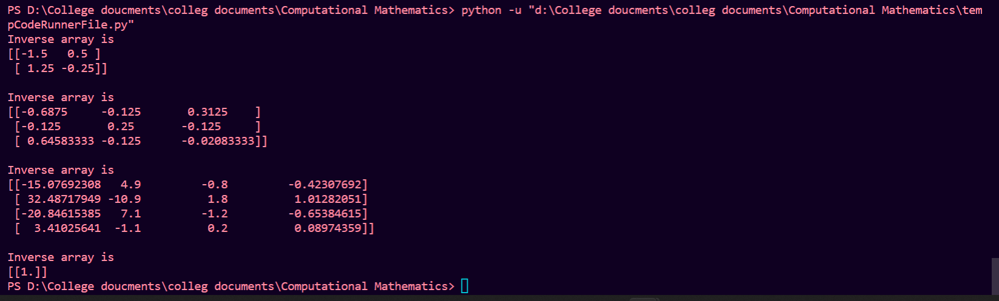 PS D:\College doucments\colleg documents\Computational Mathematics> python -u "d:\College doucments\colleg documents\Computational Mathematics\tem
pCodeRunnerFile.py"
Inverse array is
[[-1.5   0.5 ]
 [ 1.25 -0.25]]
Inverse array is
[[-0.6875     -0.125       0.3125    ]
 [-0.125       0.25       -0.125     ]
 [ 0.64583333 -0.125      -0.02083333]]
Inverse array is
[[-15.07692308   4.9         -0.8         -0.42307692]
 [ 32.48717949 -10.9          1.8          1.01282051]
 [-20.84615385   7.1         -1.2         -0.65384615]
 [  3.41025641  -1.1          0.2          0.08974359]]
Inverse array is
[[1.]]
PS D:\College doucments\colleg documents\Computational Mathematics>